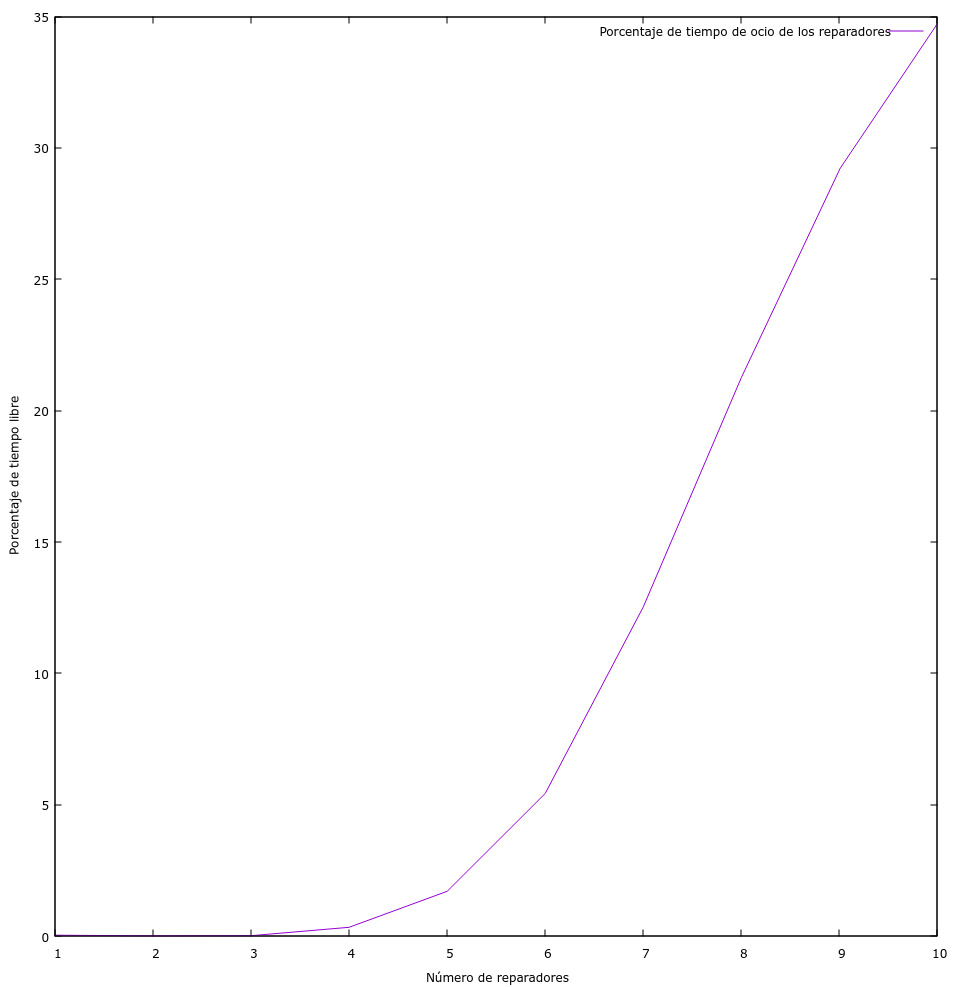 35
Porcentaje de tiempo de ocio de los reparadores
30
25
20
Porcentaje de tiempo libre
15
10
5
0
1 2 3 4 5 6 7 8 9 10
Número de reparadores